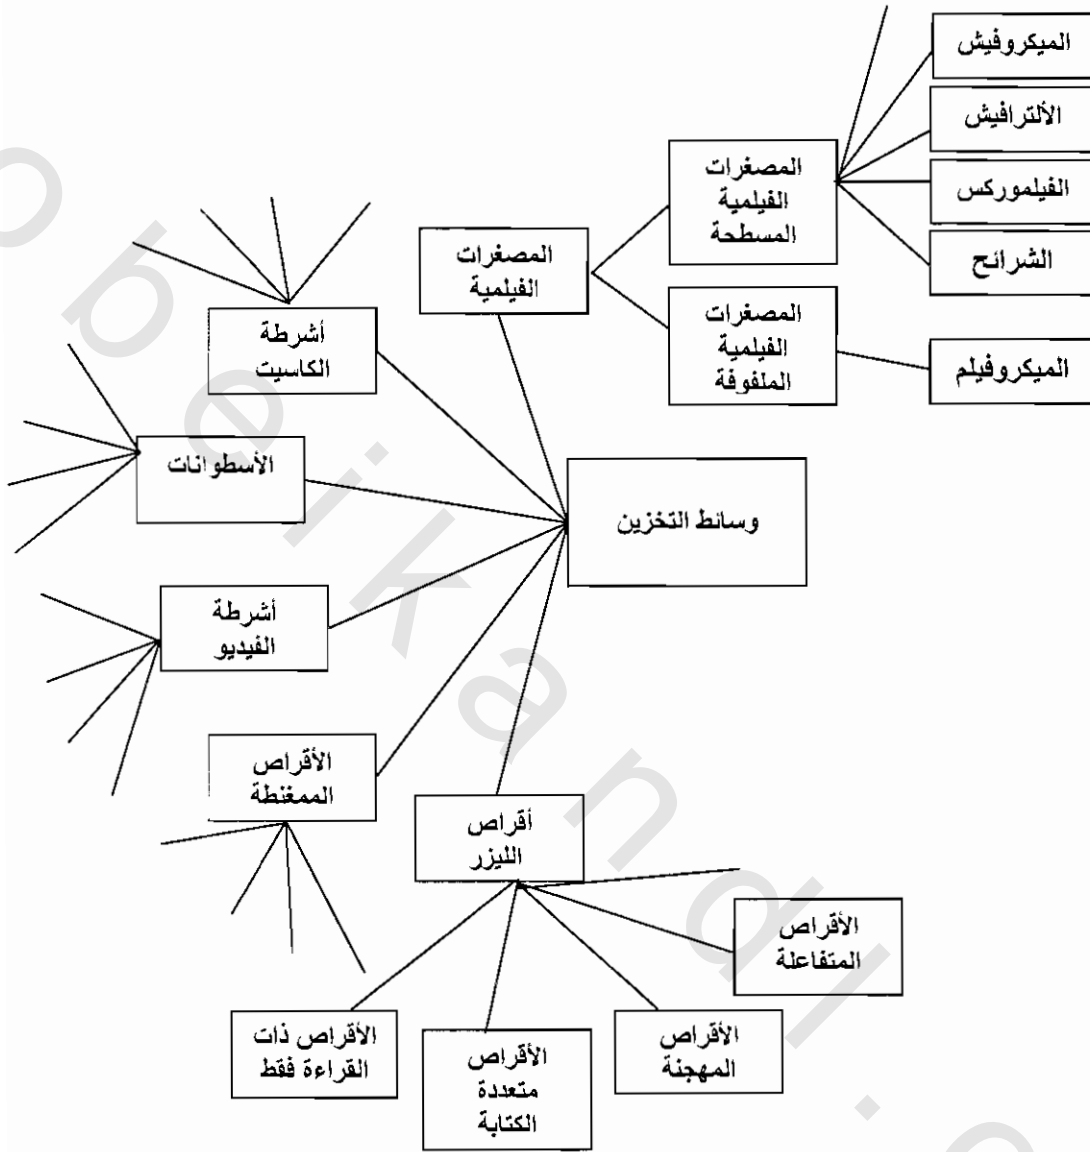 الميكروفيش
الألترافيش
الفيلموركس
الشرائح
المصغرات
الفيلمية
المسطحة
المصغرات
الفيلمية
المصغرات
الفيلمية
الملفوفة
الميكروفيلم
أشرطة
الكاسيت
الأسطوانات
وسائط التخزين
أشرطة
الفيديو
الأقراص
الممغنطة
أقراص
الليزر
الأقراص
المتفاعلة
الأقراص
المهجنة
الأقراص
متعددة
الكتابة
الأقراص ذات
القراءة فقط
obeikandl.